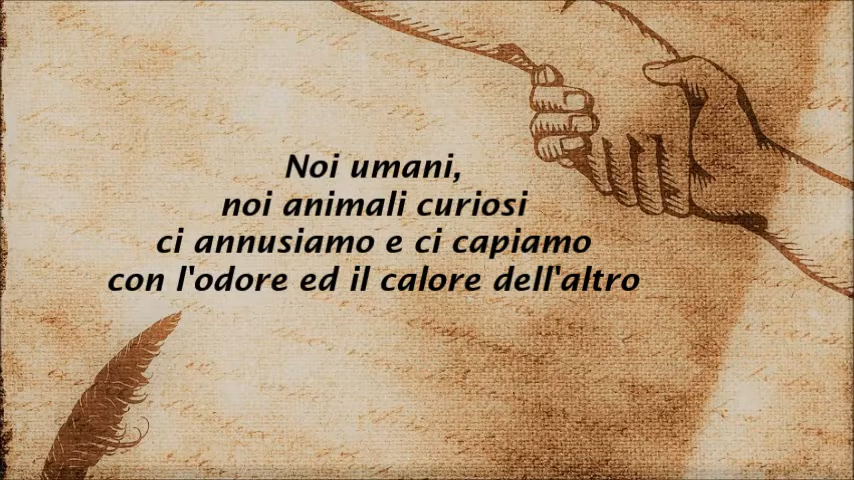 Noi umani,
noi animali curiosi
ci annusiamo e ci capiamo
con l'odore ed il calore dell'altro